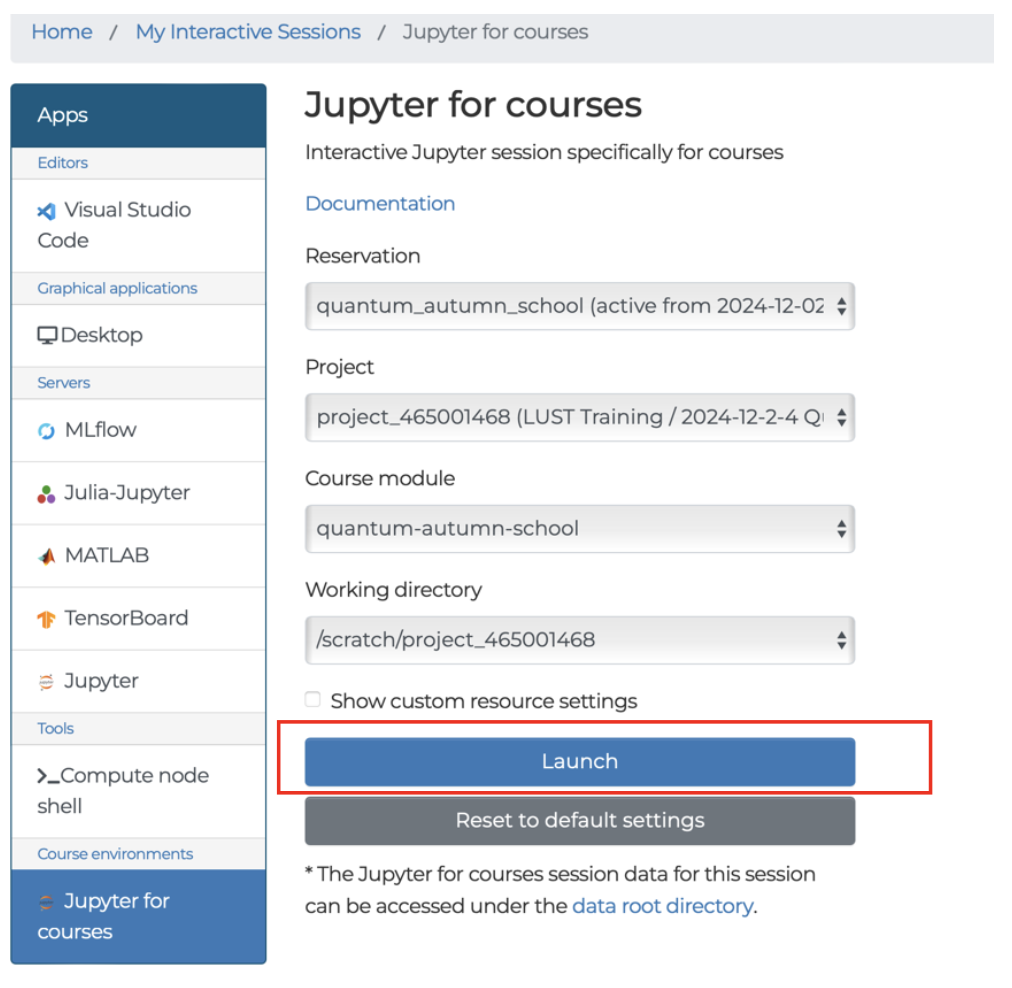 Home / My Interactive Sessions / Jupyter for courses
Apps
Editors
Visual Studio
Code
Graphical applications
Desktop
Servers
MLflow
Julia-Jupyter
MATLAB
TensorBoard
Jupyter
Tools
>_Compute node
shell
Course environments
Jupyter for
courses
Jupyter for courses
Interactive Jupyter session specifically for courses
Documentation
Reservation
quantum_autumn_school (active from 2024-12-02
Project
project_465001468 (LUST Training / 2024-12-2-4 Q
Course module
quantum-autumn-school
Working directory
/scratch/project_465001468
Show custom resource settings
Launch
Reset to default settings
* The Jupyter for courses session data for this session
can be accessed under the data root directory.